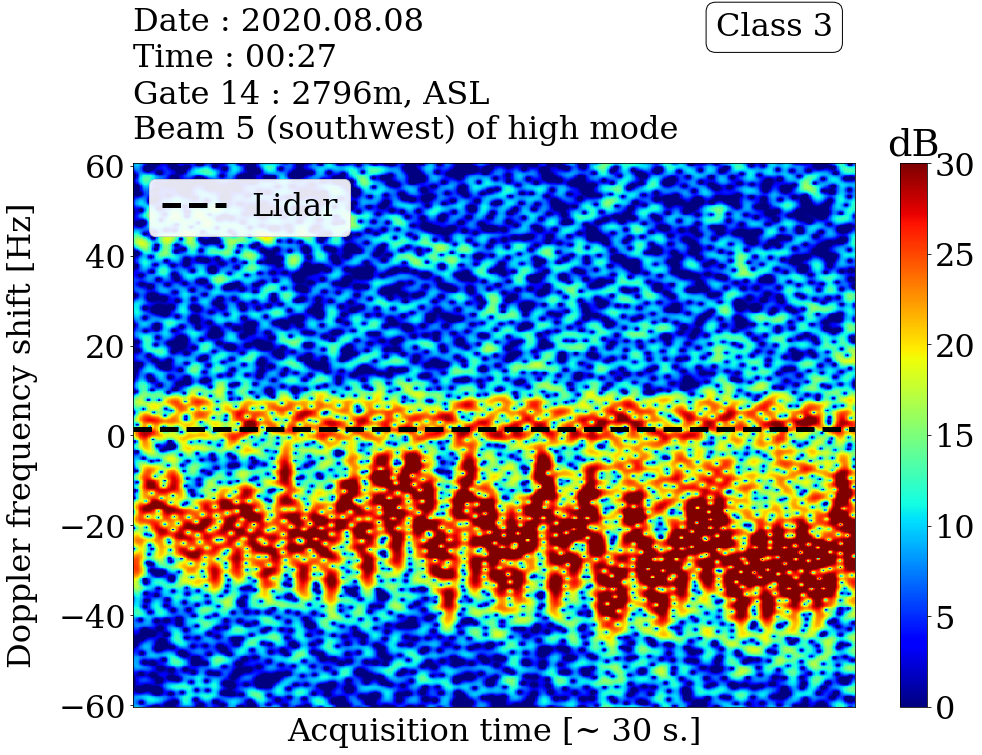 Date : 2020.08.08
Time : 00:27
Gate 14 : 2796m, ASL
Beam 5 (southwest) of high mode
Class 3
dB
Lidar
Doppler frequency shift [Hz]
60
40
20
0
−20
−40
−60
Acquisition time [~ 30 s.]
30
25
20
15
10
5
0